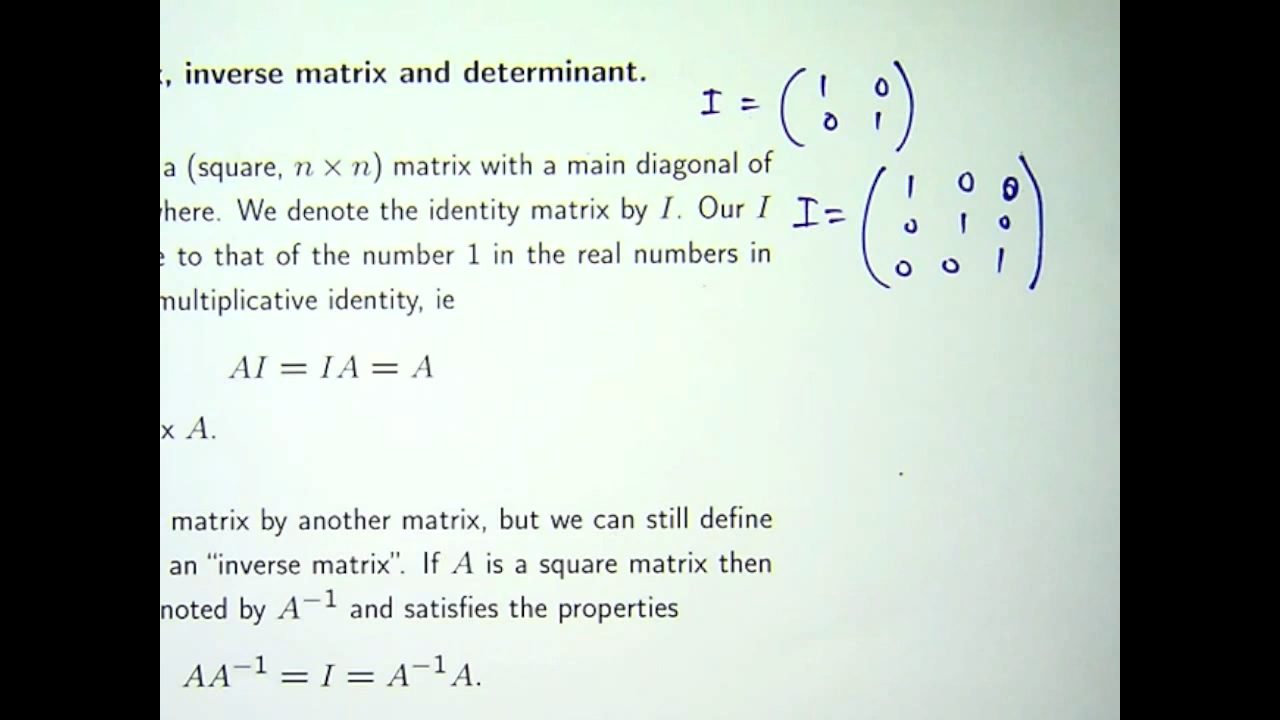 , inverse matrix and determinant.
I = ( 1 0
0 1 )
a (square, n × n) matrix with a main diagonal of
here. We denote the identity matrix by I. Our I
to that of the number 1 in the real numbers in
multiplicative identity, ie
I = ( 1 0 0
0 1 0
0 0 1 )
AI = IA = A
x A.
matrix by another matrix, but we can still define
an “inverse matrix”. If A is a square matrix then
noted by A⁻¹ and satisfies the properties
AA⁻¹ = I = A⁻¹A.